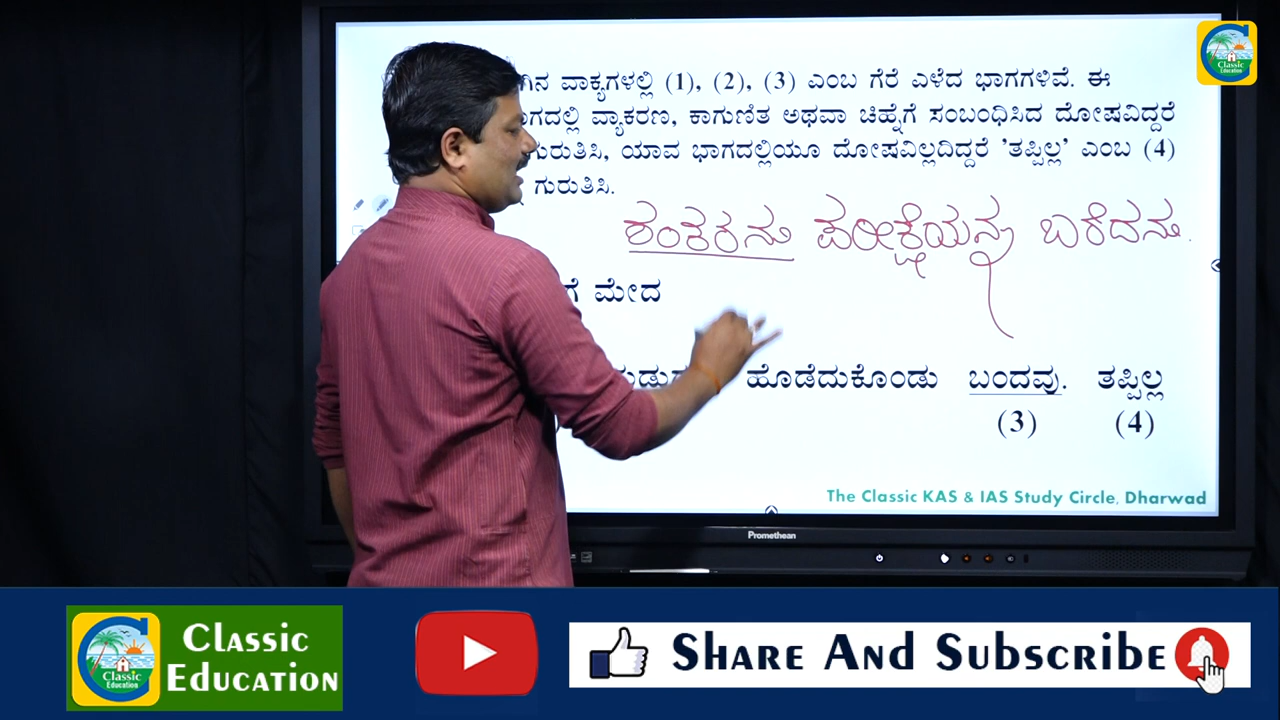 ವಾಕ್ಯಗಳಲ್ಲಿ (1), (2), (3) ಎಂಬ ಗೆರೆ ಎಳೆದ ಭಾಗಗಳಿವೆ. ಈ
ವ್ಯಾಕರಣ, ಕಾಗುಣಿತ ಅಥವಾ ಚಿಹ್ನೆಗೆ ಸಂಬಂಧಿಸಿದ ದೋಷವಿದ್ದರೆ
ಗುರುತಿಸಿ, ಯಾವ ಭಾಗದಲ್ಲಿಯೂ ದೋಷವಿಲ್ಲದಿದ್ದರೆ 'ತಪ್ಪಿಲ್ಲ' ಎಂಬ (4)
ಗುರುತಿಸಿ.
ಶಂಕರನು ಪರೀಕ್ಷೆಯನ್ನು ಬರೆದನು.
ಮೇದ
ಹೊಡೆದುಕೊಂಡು ಬಂದವು. ತಪ್ಪಿಲ್ಲ
(3) (4)
The Classic KAS & IAS Study Circle, Dharwad
Promethean
Classic Education
Classic Education
Classic Education
Share And Subscribe